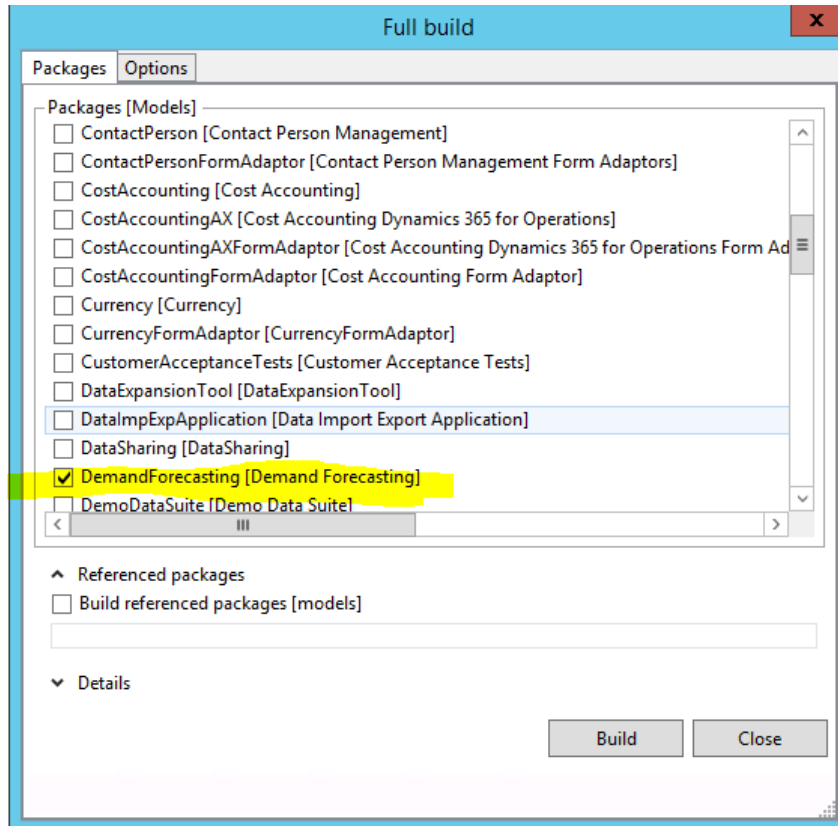 Full build
x
Packages Options
Packages [Models]
ContactPerson [Contact Person Management]
ContactPersonFormAdaptor [Contact Person Management Form Adaptors]
CostAccounting [Cost Accounting]
CostAccountingAX [Cost Accounting Dynamics 365 for Operations]
CostAccountingAXFormAdaptor [Cost Accounting Dynamics 365 for Operations Form Ad
CostAccountingFormAdaptor [Cost Accounting Form Adaptor]
Currency [Currency]
CurrencyFormAdaptor [CurrencyFormAdaptor]
CustomerAcceptanceTests [Customer Acceptance Tests]
DataExpansionTool [DataExpansionTool]
DataImpExpApplication [Data Import Export Application]
DataSharing [DataSharing]
DemandForecasting [Demand Forecasting]
DemoDataSuite [Demo Data Suite]
Referenced packages
Build referenced packages [models]
Details
Build Close